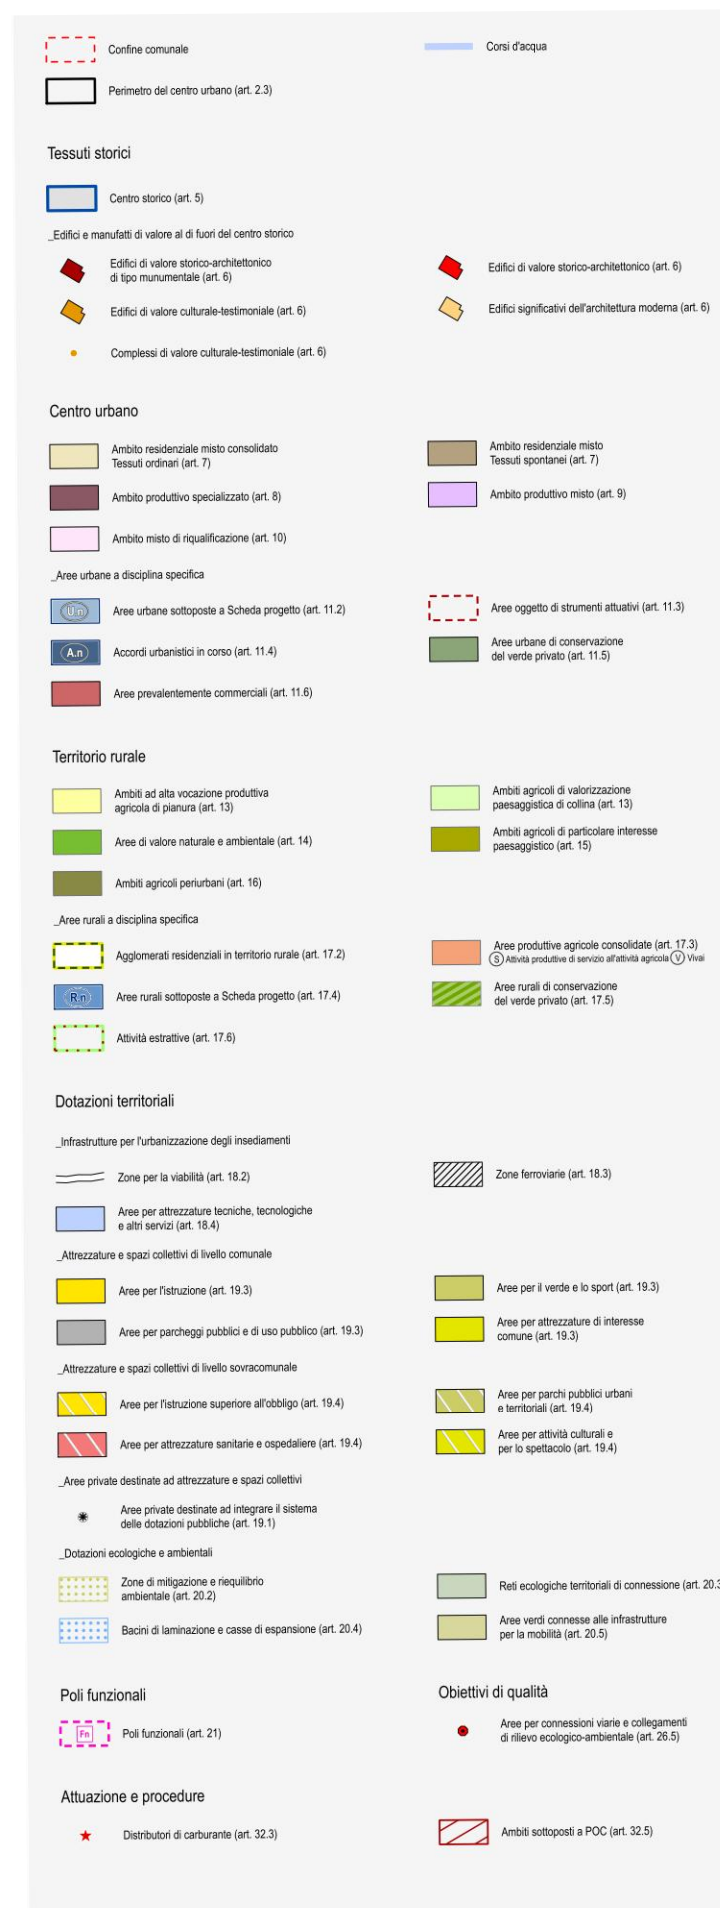 Confine comunale
Corsi d'acqua
Perimetro del centro urbano (art. 2.3)
Tessuti storici
Centro storico (art. 5)
_Edifici e manufatti di valore al di fuori del centro storico
Edifici di valore storico-architettonico
di tipo munumentale (art. 6)
Edifici di valore storico-architettonico (art. 6)
Edifici di valore culturale-testimoniale (art. 6)
Edifici significativi dell'architettura moderna (art. 6)
Complessi di valore culturale-testimoniale (art. 6)
Centro urbano
Ambito residenziale misto consolidato
Tessuti ordinari (art. 7)
Ambito residenziale misto
Tessuti spontanei (art. 7)
Ambito produttivo specializzato (art. 8)
Ambito produttivo misto (art. 9)
Ambito misto di riqualificazione (art. 10)
_Aree urbane a disciplina specifica
U.n
Aree urbane sottoposte a Scheda progetto (art. 11.2)
Aree oggetto di strumenti attuativi (art. 11.3)
A.n
Accordi urbanistici in corso (art. 11.4)
Aree urbane di conservazione
del verde privato (art. 11.5)
Aree prevalentemente commerciali (art. 11.6)
Territorio rurale
Ambiti ad alta vocazione produttiva
agricola di pianura (art. 13)
Ambiti agricoli di valorizzazione
paesaggistica di collina (art. 13)
Aree di valore naturale e ambientale (art. 14)
Ambiti agricoli di particolare interesse
paesaggistico (art. 15)
Ambiti agricoli periurbani (art. 16)
_Aree rurali a disciplina specifica
Agglomerati residenziali in territorio rurale (art. 17.2)
Aree produttive agricole consolidate (art. 17.3)
S Attività produttive di servizio all'attività agricola V Vivai
R.n
Aree rurali sottoposte a Scheda progetto (art. 17.4)
Aree rurali di conservazione
del verde privato (art. 17.5)
Attività estrattive (art. 17.6)
Dotazioni territoriali
_Infrastrutture per l'urbanizzazione degli insediamenti
Zone per la viabilità (art. 18.2)
Zone ferroviarie (art. 18.3)
Aree per attrezzature tecniche, tecnologiche
e altri servizi (art. 18.4)
_Attrezzature e spazi collettivi di livello comunale
Aree per l'istruzione (art. 19.3)
Aree per il verde e lo sport (art. 19.3)
Aree per parcheggi pubblici e di uso pubblico (art. 19.3)
Aree per attrezzature di interesse
comune (art. 19.3)
_Attrezzature e spazi collettivi di livello sovracomunale
Aree per l'istruzione superiore all'obbligo (art. 19.4)
Aree per parchi pubblici urbani
e territoriali (art. 19.4)
Aree per attrezzature sanitarie e ospedaliere (art. 19.4)
Aree per attività culturali e
per lo spettacolo (art. 19.4)
_Aree private destinate ad attrezzature e spazi collettivi
Aree private destinate ad integrare il sistema
delle dotazioni pubbliche (art. 19.1)
_Dotazioni ecologiche e ambientali
Zone di mitigazione e riequilibrio
ambientale (art. 20.2)
Reti ecologiche territoriali di connessione (art. 20.3
Bacini di laminazione e casse di espansione (art. 20.4)
Aree verdi connesse alle infrastrutture
per la mobilità (art. 20.5)
Poli funzionali
Obiettivi di qualità
Fn
Poli funzionali (art. 21)
Aree per connessioni viarie e collegamenti
di rilievo ecologico-ambientale (art. 26.5)
Attuazione e procedure
Distributori di carburante (art. 32.3)
Ambiti sottoposti a POC (art. 32.5)